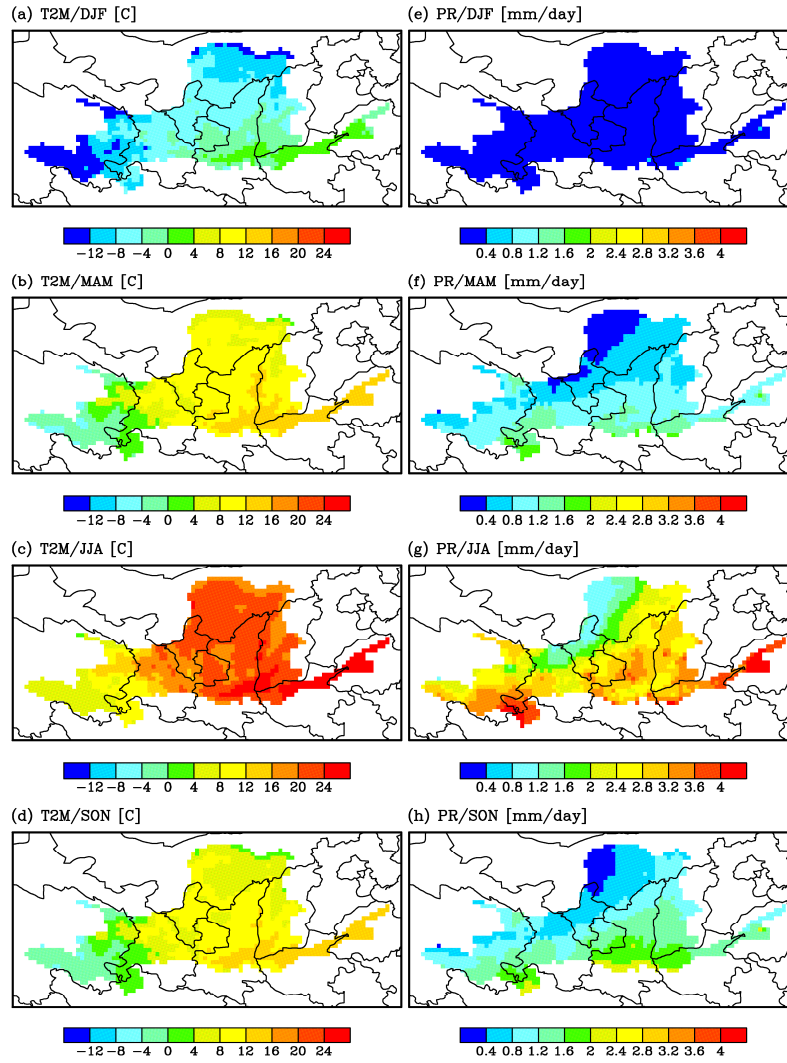 (a) T2M/DJF [C]
(e) PR/DJF [mm/day]
-12 -8 -4 0 4 8 12 16 20 24
0.4 0.8 1.2 1.6 2 2.4 2.8 3.2 3.6 4
(b) T2M/MAM [C]
(f) PR/MAM [mm/day]
-12 -8 -4 0 4 8 12 16 20 24
0.4 0.8 1.2 1.6 2 2.4 2.8 3.2 3.6 4
(c) T2M/JJA [C]
(g) PR/JJA [mm/day]
-12 -8 -4 0 4 8 12 16 20 24
0.4 0.8 1.2 1.6 2 2.4 2.8 3.2 3.6 4
(d) T2M/SON [C]
(h) PR/SON [mm/day]
-12 -8 -4 0 4 8 12 16 20 24
0.4 0.8 1.2 1.6 2 2.4 2.8 3.2 3.6 4